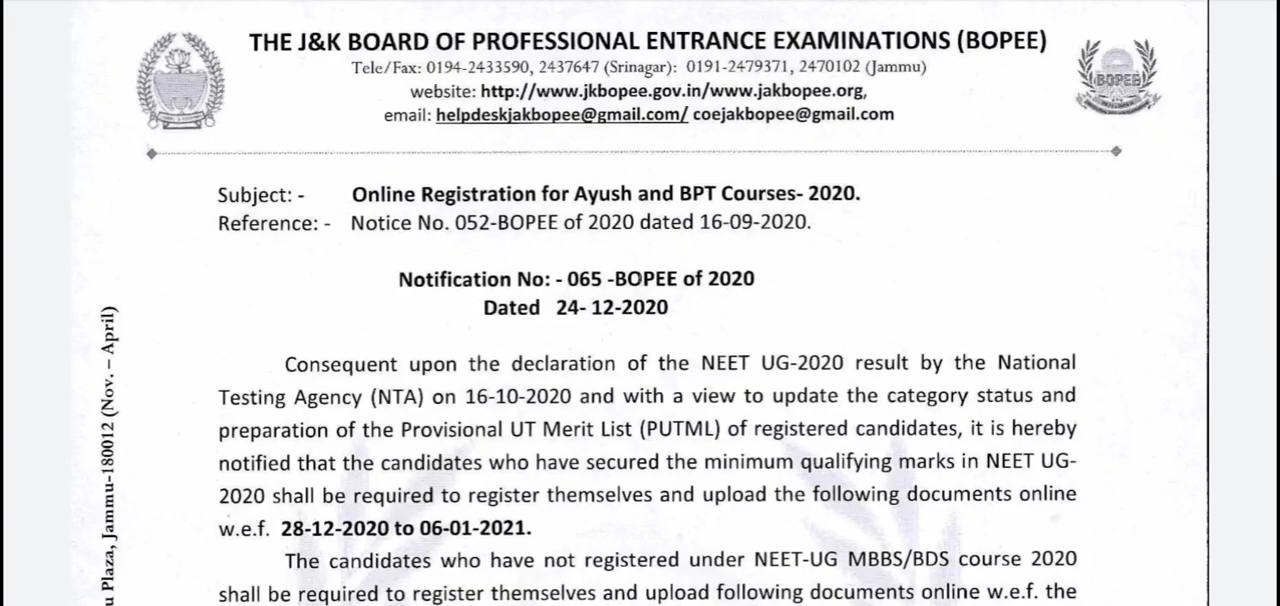 THE J&K BOARD OF PROFESSIONAL ENTRANCE EXAMINATIONS (BOPEE)
Tele/Fax: 0194-2433590, 2437647 (Srinagar): 0191-2479371, 2470102 (Jammu)
website: http://www.jkbopee.gov.in/www.jakbopee.org,
email: helpdeskjakbopee@gmail.com/ coejakbopee@gmail.com
BOPEE
Subject: - Online Registration for Ayush and BPT Courses- 2020.
Reference: - Notice No. 052-BOPEE of 2020 dated 16-09-2020.
Notification No: - 065 -BOPEE of 2020
Dated 24- 12-2020
Consequent upon the declaration of the NEET UG-2020 result by the National
Testing Agency (NTA) on 16-10-2020 and with a view to update the category status and
preparation of the Provisional UT Merit List (PUTML) of registered candidates, it is hereby
notified that the candidates who have secured the minimum qualifying marks in NEET UG-
2020 shall be required to register themselves and upload the following documents online
w.e.f. 28-12-2020 to 06-01-2021.
The candidates who have not registered under NEET-UG MBBS/BDS course 2020
shall be required to register themselves and upload following documents online w.e.f. the
u Plaza, Jammu-180012 (Nov. – April)